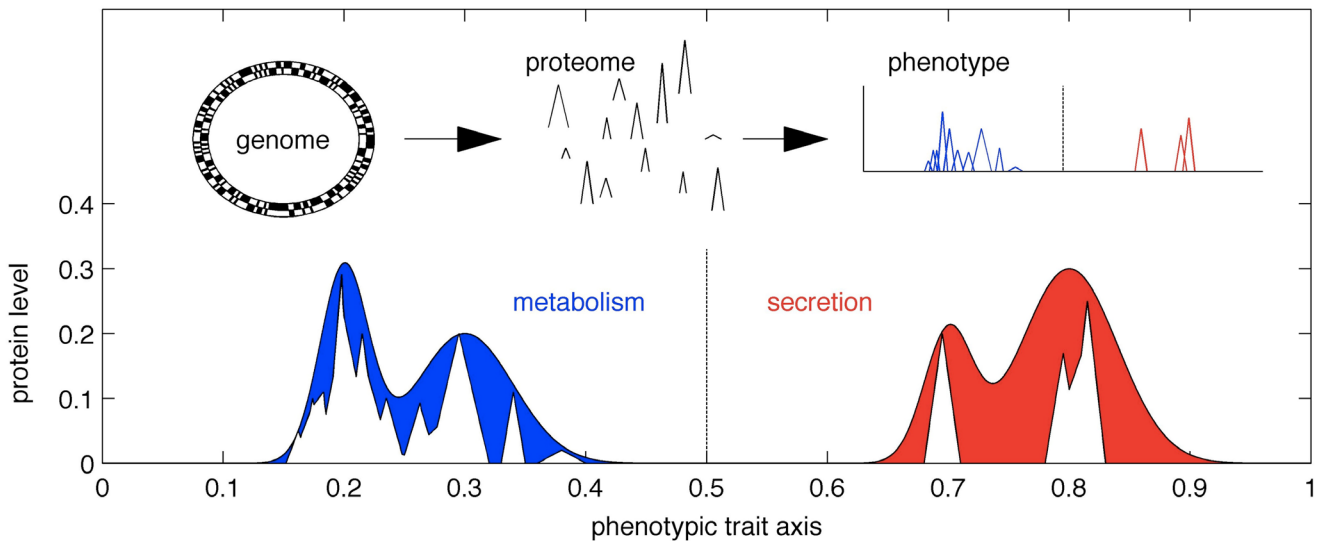 genome
proteome
phenotype
0.4
0.3
0.2
0.1
0
protein level
metabolism
secretion
0 0.1 0.2 0.3 0.4 0.5 0.6 0.7 0.8 0.9 1
phenotypic trait axis